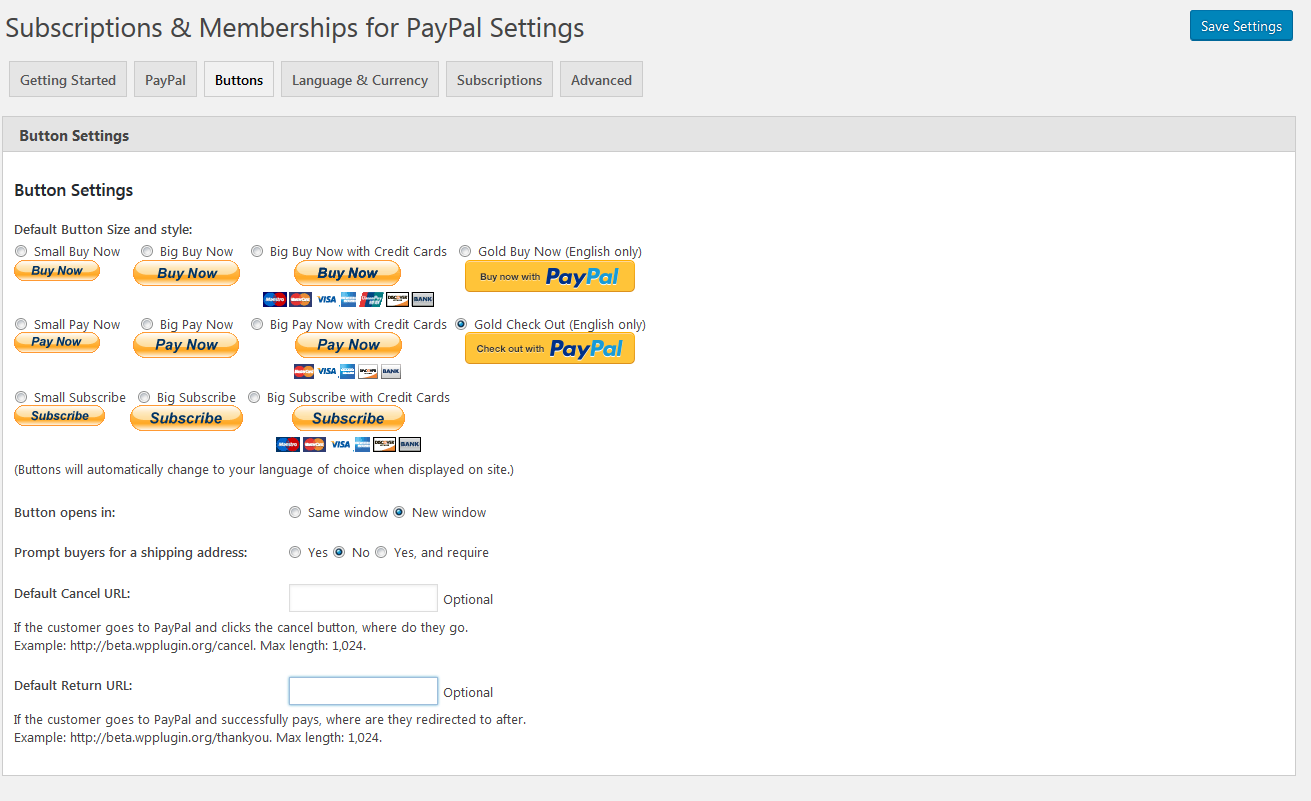 Subscriptions & Memberships for PayPal Settings
Save Settings
Getting Started PayPal Buttons Language & Currency Subscriptions Advanced
Button Settings
Button Settings
Default Button Size and style:
Small Buy Now Big Buy Now Big Buy Now with Credit Cards Gold Buy Now (English only)
Buy Now Buy Now Buy Now Buy now with PayPal
Maestro MasterCard VISA DISCOVER BANK
Small Pay Now Big Pay Now Big Pay Now with Credit Cards Gold Check Out (English only)
Pay Now Pay Now Pay Now Check out with PayPal
MasterCard VISA DISCOVER BANK
Small Subscribe Big Subscribe Big Subscribe with Credit Cards
Subscribe Subscribe Subscribe
Maestro MasterCard VISA DISCOVER BANK
(Buttons will automatically change to your language of choice when displayed on site.)
Button opens in: Same window New window
Prompt buyers for a shipping address: Yes No Yes, and require
Default Cancel URL: Optional
If the customer goes to PayPal and clicks the cancel button, where do they go.
Example: http://beta.wpplugin.org/cancel. Max length: 1,024.
Default Return URL: Optional
If the customer goes to PayPal and successfully pays, where are they redirected to after.
Example: http://beta.wpplugin.org/thankyou. Max length: 1,024.